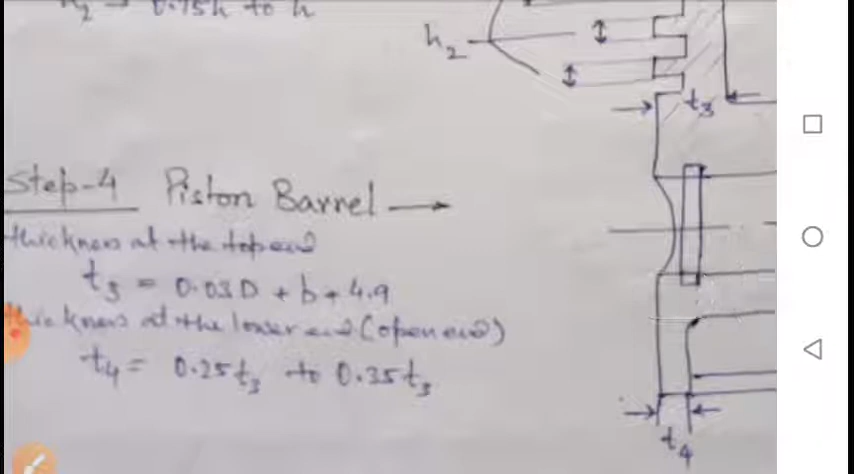 h₂ → 0.75h to h
h₂
t₃
Step-4 Piston Barrel →
thickness at the top end
t₃ = 0.03D + b + 4.9
thickness at the lower end (open end)
t₄ = 0.25t₃ to 0.35t₃
t₄